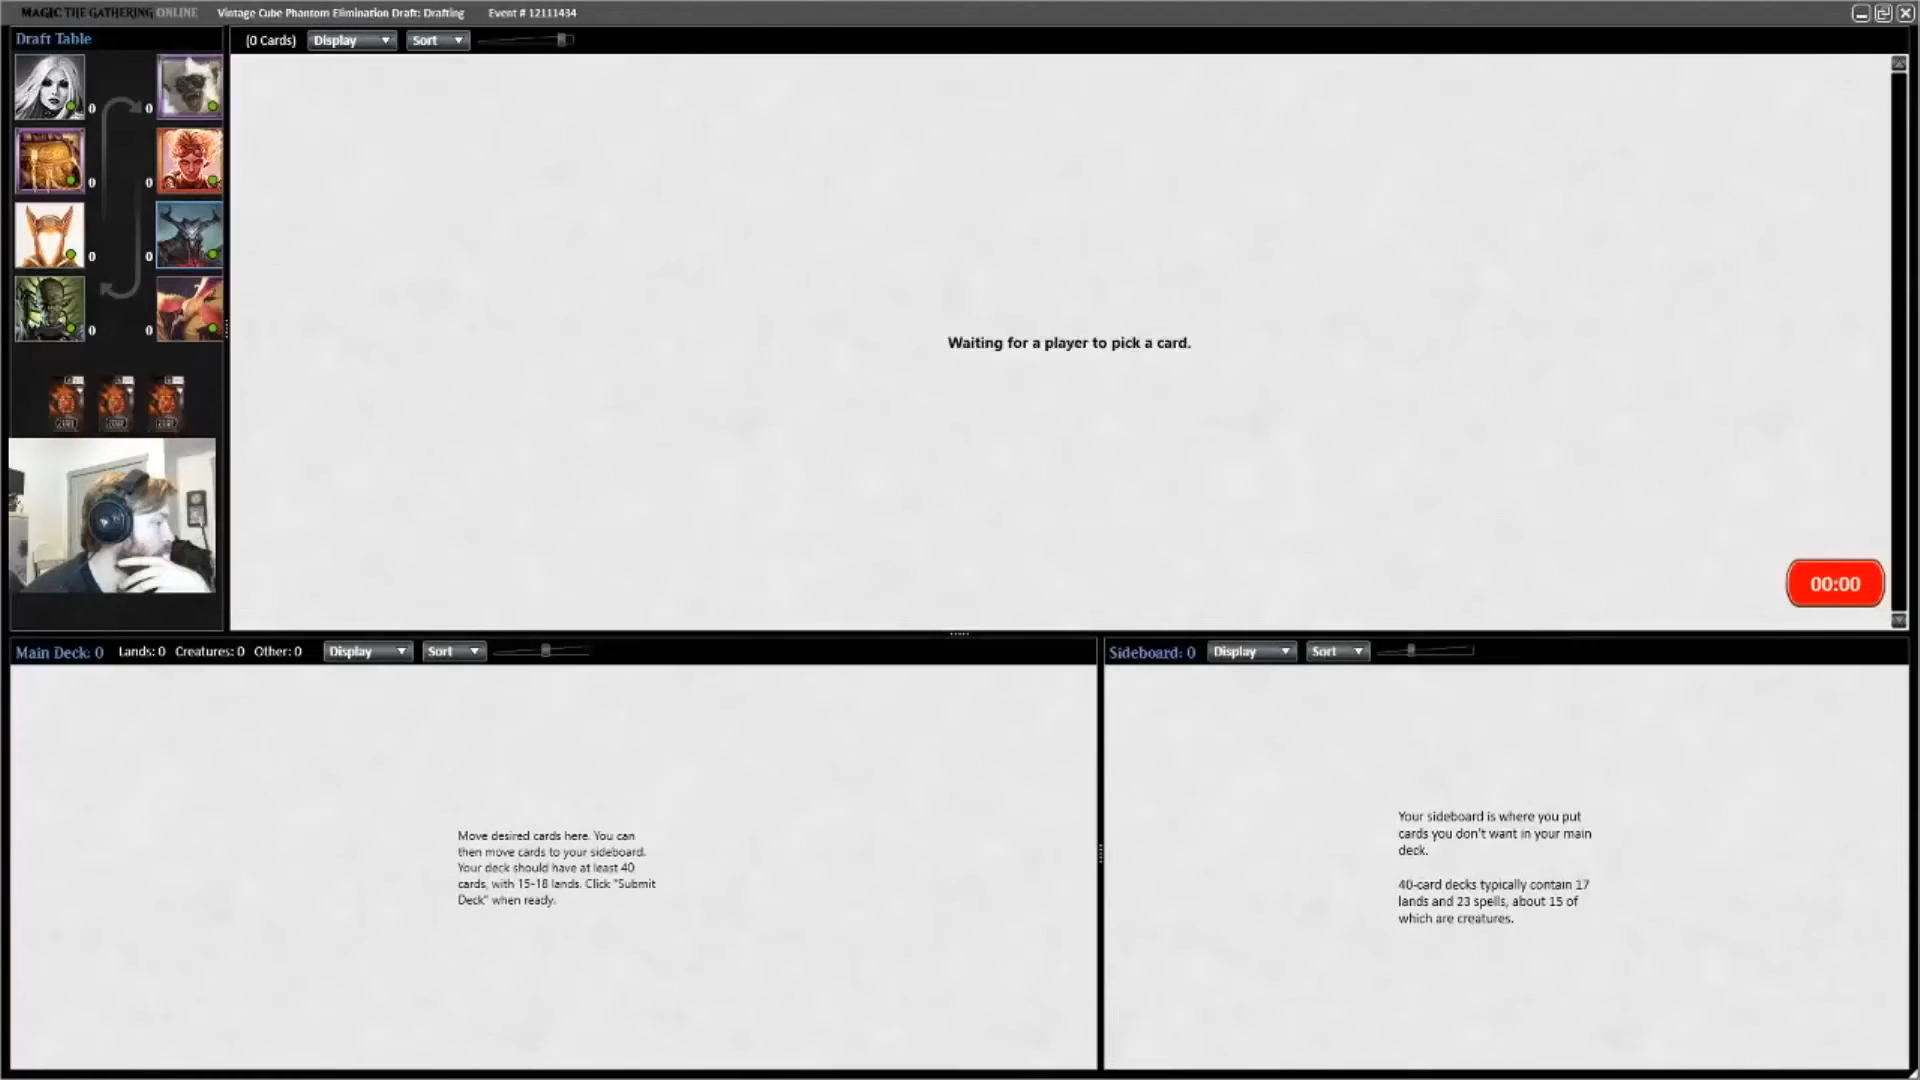 MAGIC THE GATHERING ONLINE Vintage Cube Phantom Elimination Draft: Drafting Event # 12111434
Draft Table
(0 Cards) Display Sort
0 0
0 0
0 0
0 0
Waiting for a player to pick a card.
00:00
Main Deck: 0 Lands: 0 Creatures: 0 Other: 0 Display Sort
Sideboard: 0 Display Sort
Move desired cards here. You can
then move cards to your sideboard.
Your deck should have at least 40
cards, with 15-18 lands. Click "Submit
Deck" when ready.
Your sideboard is where you put
cards you don't want in your main
deck.
40-card decks typically contain 17
lands and 23 spells, about 15 of
which are creatures.